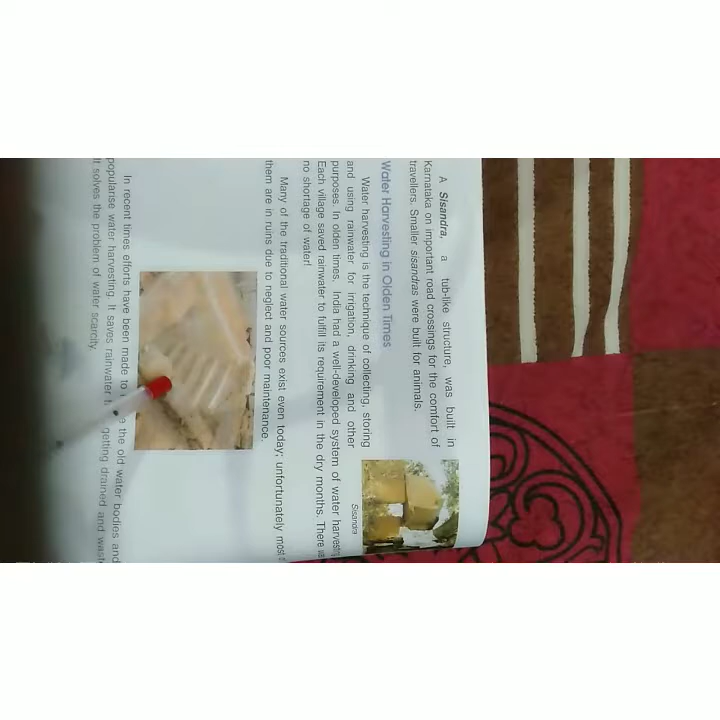 A Sisandra, a tub-like structure, was built in
Karnataka on important road crossings for the comfort of
travellers. Smaller sisandras were built for animals.
Sisandra
Water Harvesting in Olden Times
Water harvesting is the technique of collecting, storing
and using rainwater for irrigation, drinking and other
purposes. In olden times, India had a well-developed system of water harvesting
Each village saved rainwater to fulfill its requirement in the dry months. There
no shortage of water!
Many of the traditional water sources exist even today; unfortunately most
them are in ruins due to neglect and poor maintenance.
In recent times efforts have been made to the old water bodies and
popularise water harvesting. It saves rainwater getting drained and
It solves the problem of water scarcity.